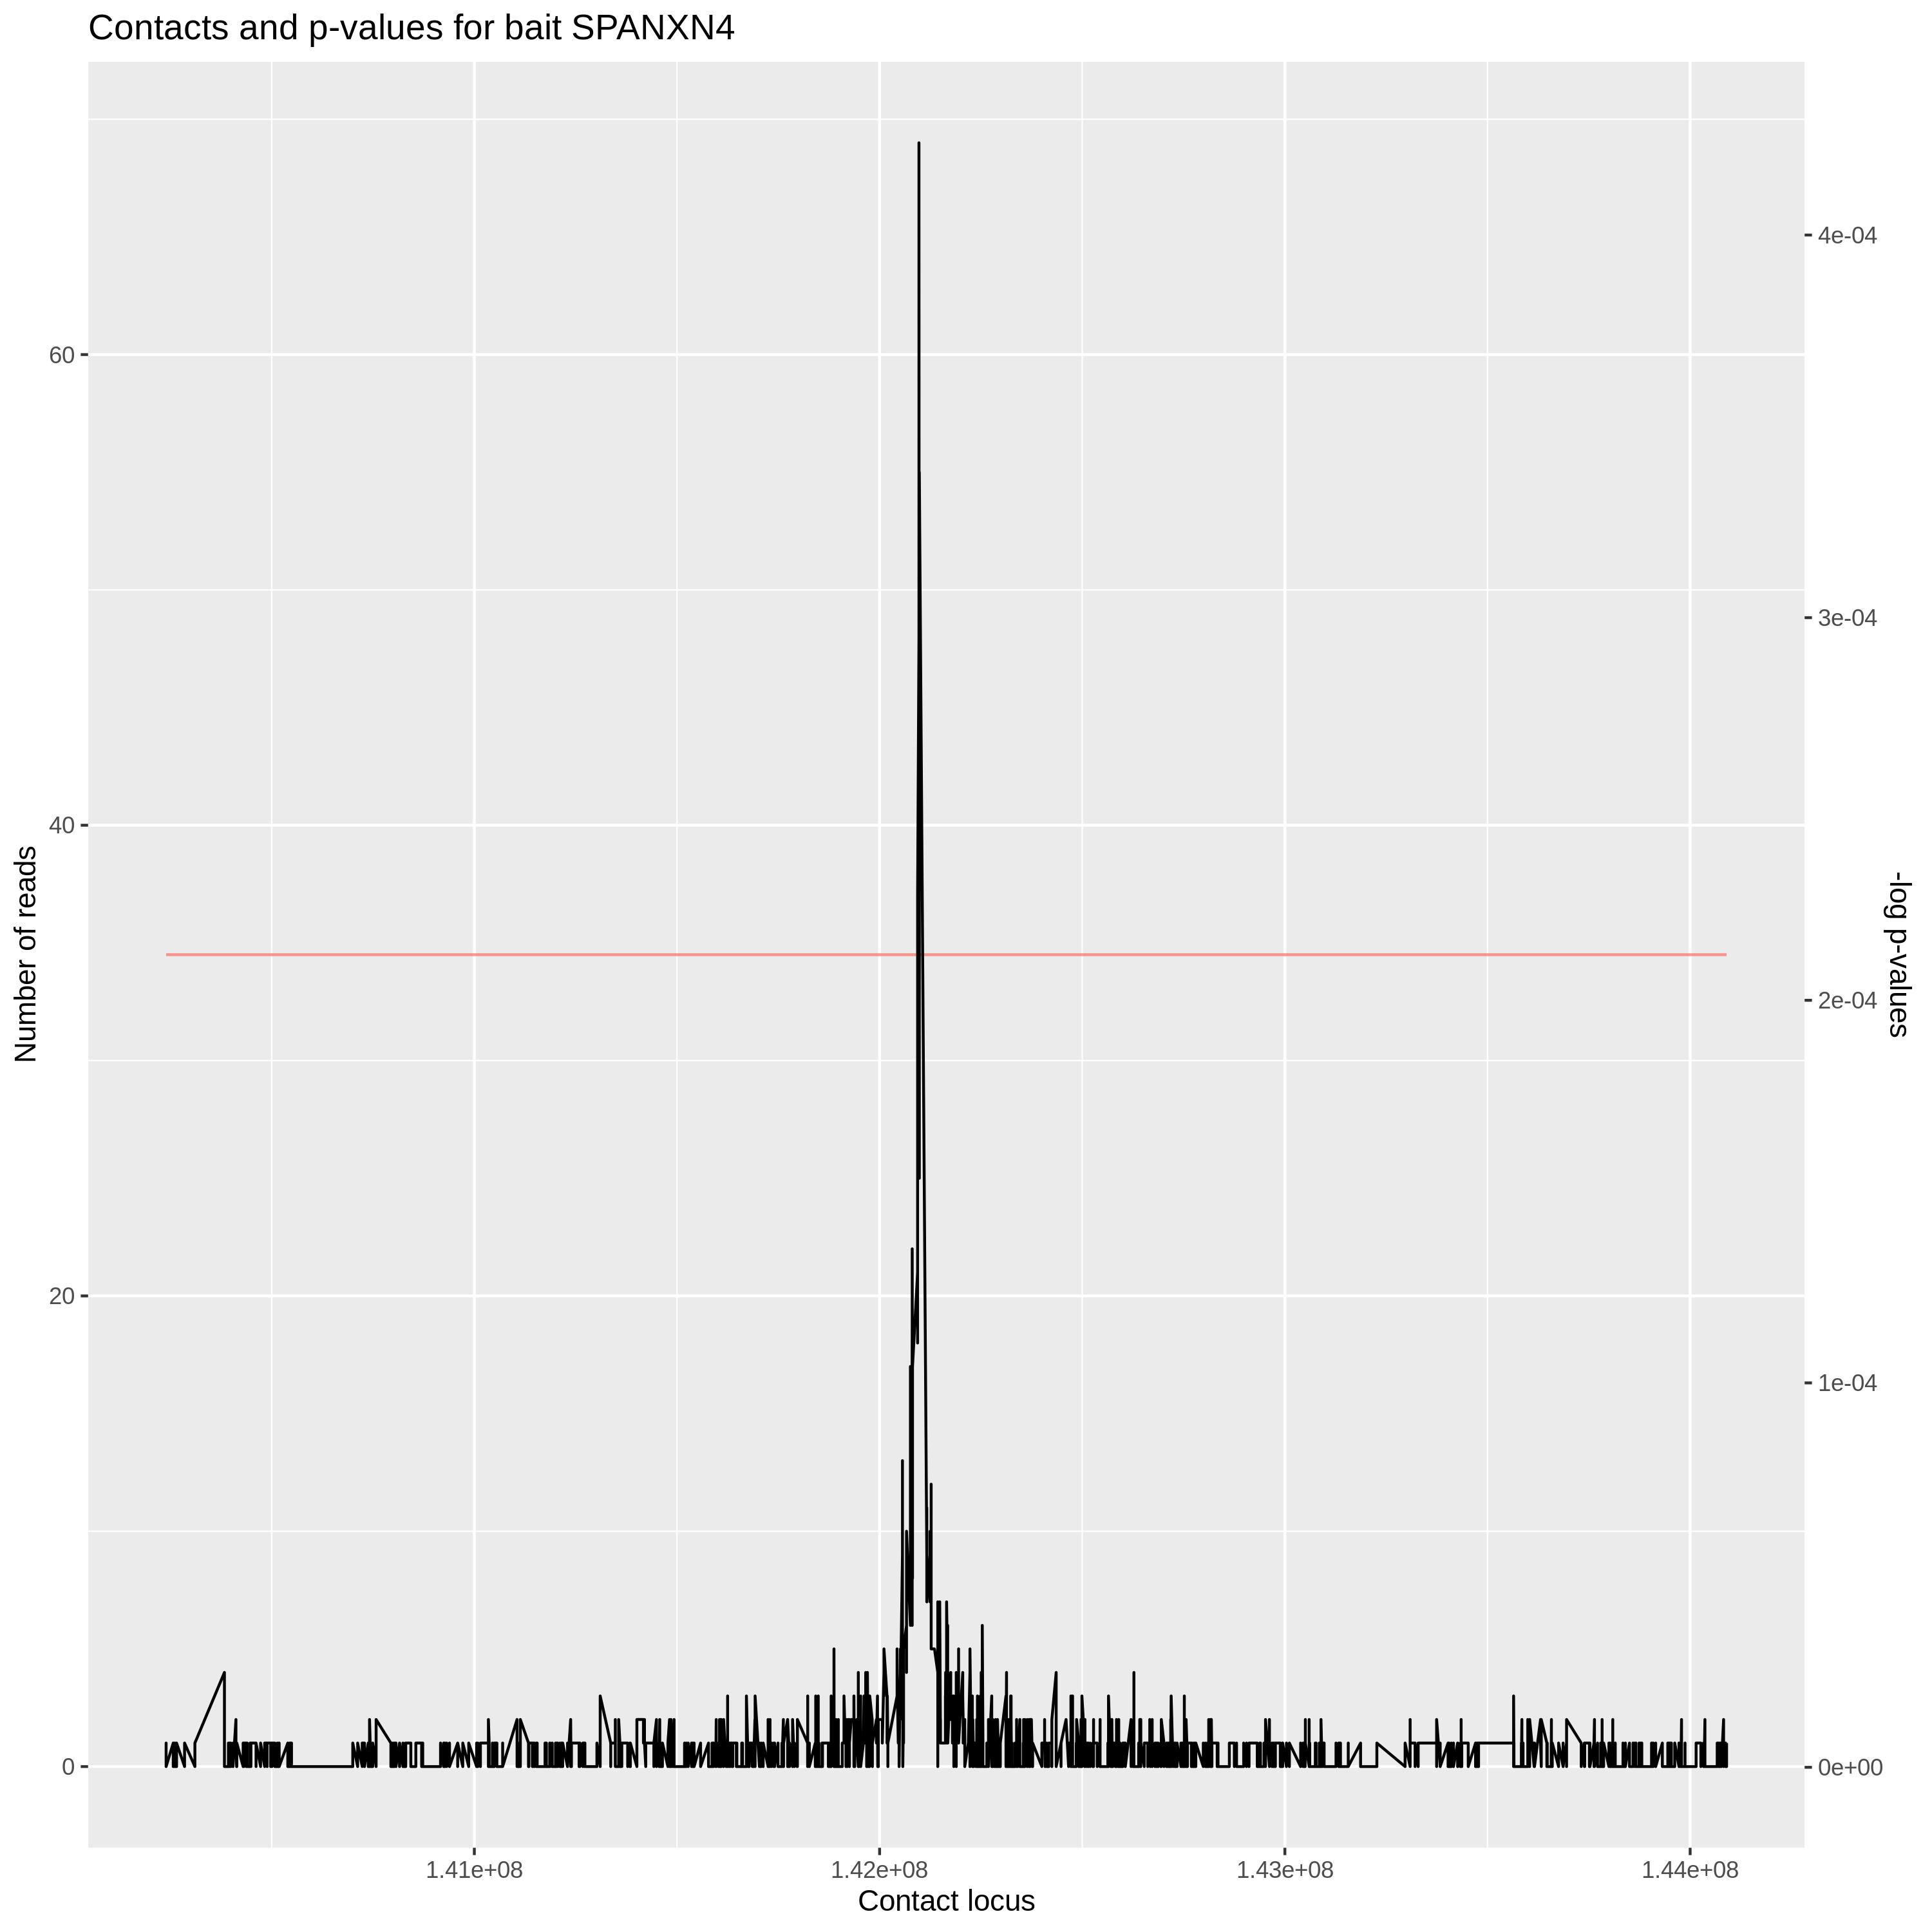 Contacts and p-values for bait SPANXN4
60
40
20
0
Number of reads
4e-04
3e-04
2e-04
1e-04
0e+00
-log p-values
1.41e+08
1.42e+08
1.43e+08
1.44e+08
Contact locus